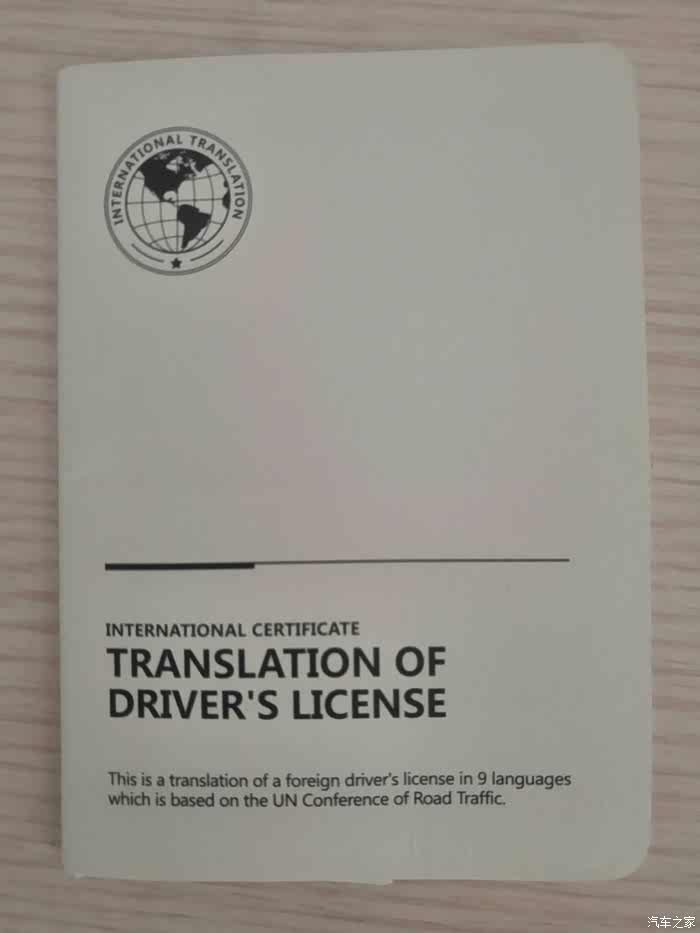 INTERNATIONAL TRANSLATION
INTERNATIONAL CERTIFICATE
TRANSLATION OF
DRIVER'S LICENSE
This is a translation of a foreign driver's license in 9 languages
which is based on the UN Conference of Road Traffic.
汽车之家